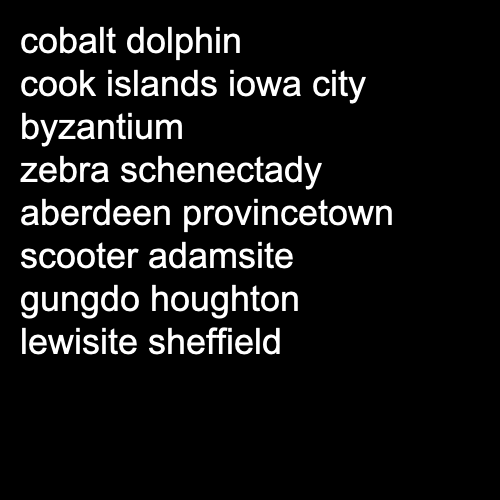 cobalt dolphin
cook islands iowa city
byzantium
zebra schenectady
aberdeen provincetown
scooter adamsite
gungdo houghton
lewisite sheffield